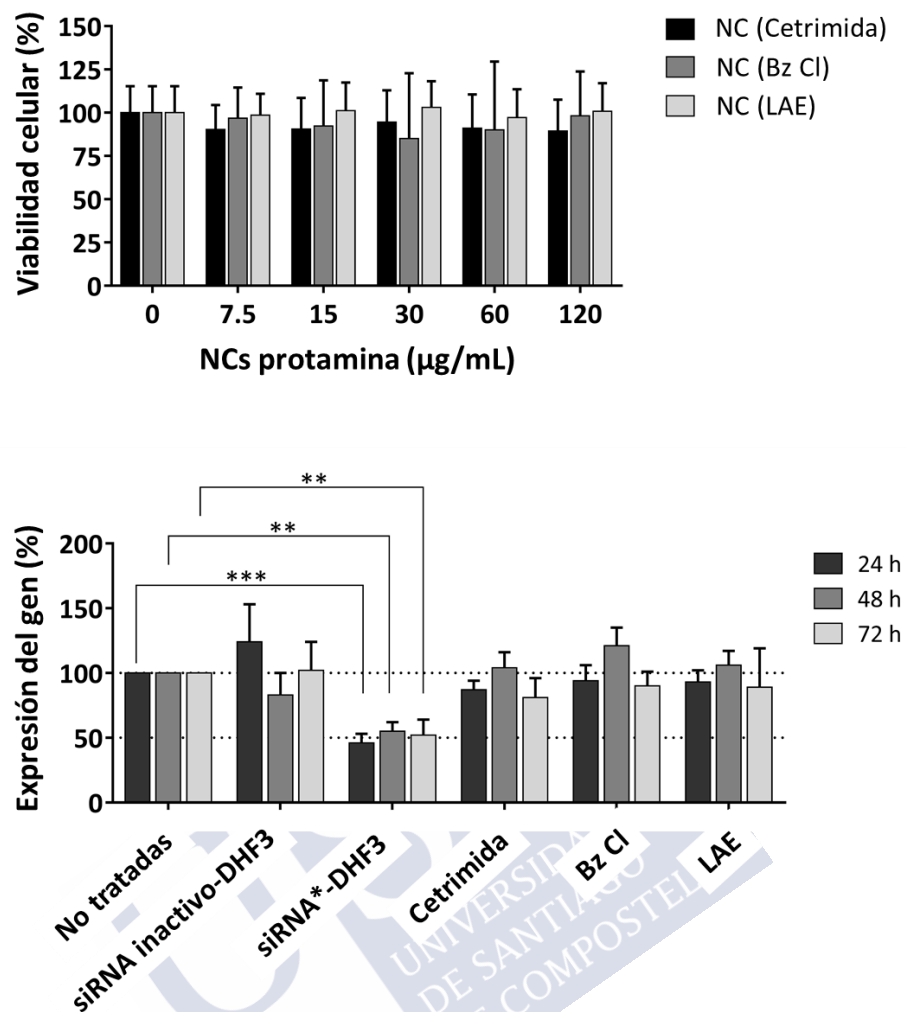 Viabilidad celular (%)
150
125
100
75
50
25
0
0 7.5 15 30 60 120
NCs protamina (µg/mL)
NC (Cetrimida)
NC (Bz Cl)
NC (LAE)
Expresión del gen (%)
200
150
100
50
0
**
**
***
24 h
48 h
72 h
No tratadas
siRNA inactivo-DHF3
siRNA*-DHF3
Cetrimida
Bz Cl
LAE
DE SANTIAGO